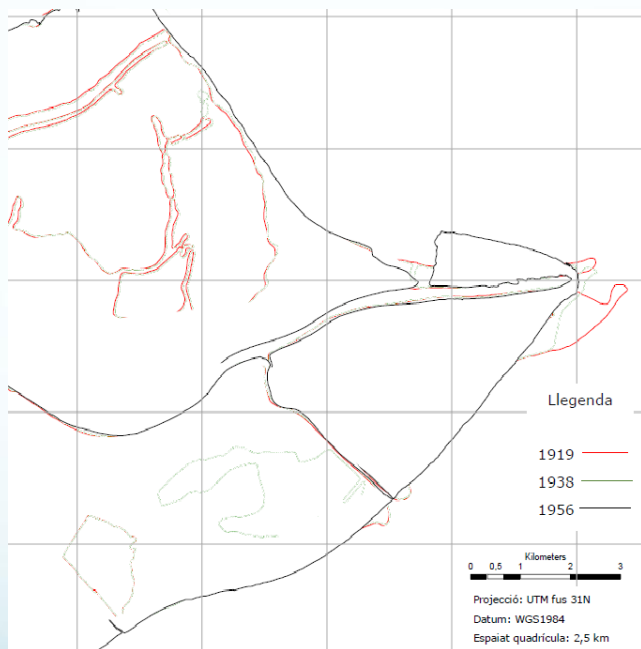 Llegenda
1919
1938
1956
Kilometers
0 0,5 1 2 3
Projecció: UTM fus 31N
Datum: WGS1984
Espaiat quadrícula: 2,5 km